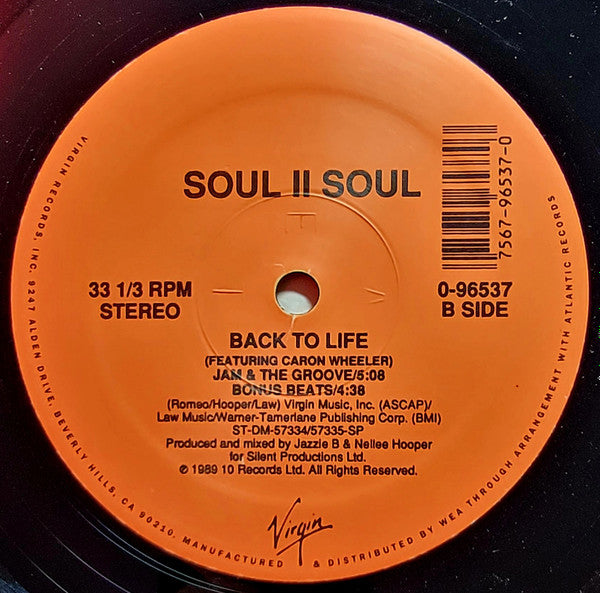 SOUL II SOUL
7567-96537-0
33 1/3 RPM
STEREO
0-96537
B SIDE
BACK TO LIFE
(FEATURING CARON WHEELER)
JAM & THE GROOVE/5:08
BONUS BEATS/4:38
(Romeo/Hooper/Law) Virgin Music, Inc. (ASCAP)/
Law Music/Warner-Tamerlane Publishing Corp. (BMI)
ST-DM-57334/57335-SP
Produced and mixed by Jazzie B & Nellee Hooper
for Silent Productions Ltd.
℗ 1989 10 Records Ltd. All Rights Reserved.
Virgin
VIRGIN RECORDS, INC. 9247 ALDEN DRIVE, BEVERLY HILLS, CA 90210. MANUFACTURED & DISTRIBUTED BY WEA THROUGH ARRANGEMENT WITH ATLANTIC RECORDS